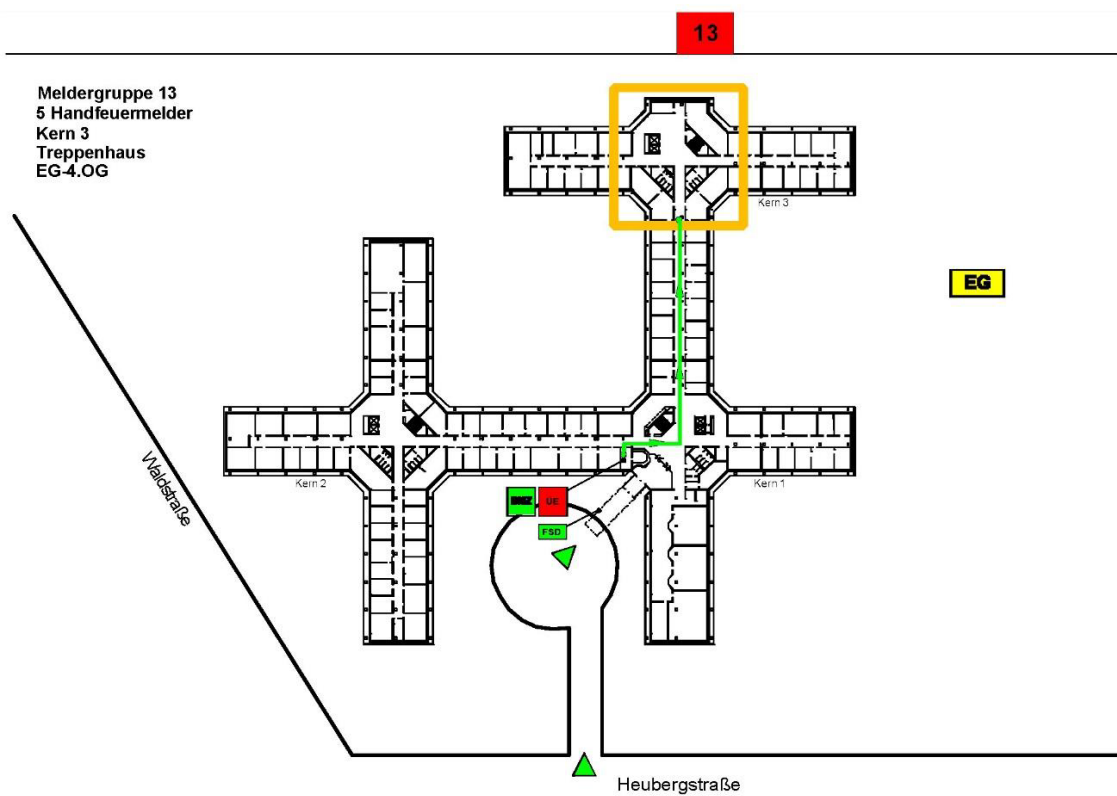 13
Meldergruppe 13
5 Handfeuermelder
Kern 3
Treppenhaus
EG-4.OG
Kern 3
EG
Waldstraße
Kern 2
Kern 1
BMZ
UE
FSD
Heubergstraße